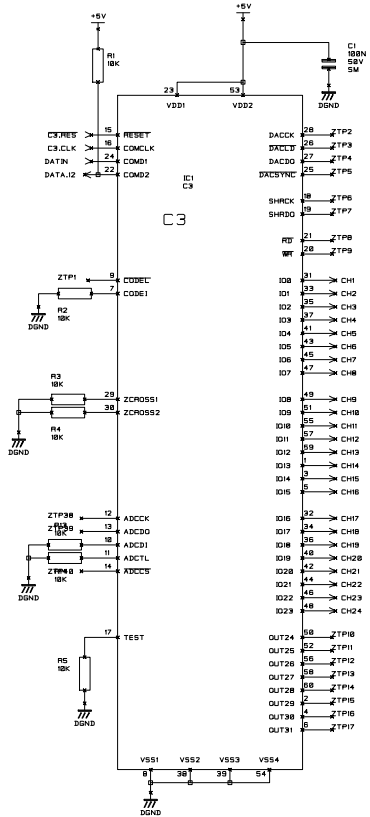 +5V
+5V
R1
10K
C1
100N
50V
5M
DGND
23
53
VDD1
VDD2
C3.RES
15
RESET
C3.CLK
16
COMCLK
DATIN
24
COMD1
DATA.12
22
COMD2
IC1
C3
C3
DACCK
28
ZTP2
DACLD
26
ZTP3
DACDO
27
ZTP4
DACSYNC
25
ZTP5
SHRCK
18
ZTP6
SHRDO
19
ZTP7
RD
21
ZTP8
WR
20
ZTP9
ZTP1
9
CODEL
7
CODEI
R2
10K
DGND
IO0
31
CH1
IO1
33
CH2
IO2
35
CH3
IO3
37
CH4
IO4
41
CH5
IO5
43
CH6
IO6
45
CH7
IO7
47
CH8
R3
10K
29
ZCROSS1
30
ZCROSS2
R4
10K
DGND
IO8
49
CH9
IO9
51
CH10
IO10
55
CH11
IO11
57
CH12
IO12
59
CH13
IO13
1
CH14
IO14
3
CH15
IO15
5
CH16
ZTP38
12
ADCCK
ZTP39
13
ADCDO
10K
10
ADCDI
11
ADCTL
14
ADCCS
10K
DGND
IO16
32
CH17
IO17
34
CH18
IO18
36
CH19
IO19
40
CH20
IO20
42
CH21
IO21
44
CH22
IO22
46
CH23
IO23
48
CH24
17
TEST
R5
10K
DGND
OUT24
50
ZTP10
OUT25
52
ZTP11
OUT26
56
ZTP12
OUT27
58
ZTP13
OUT28
60
ZTP14
OUT29
2
ZTP15
OUT30
4
ZTP16
OUT31
6
ZTP17
VSS1
VSS2
VSS3
VSS4
8
38
39
54
DGND